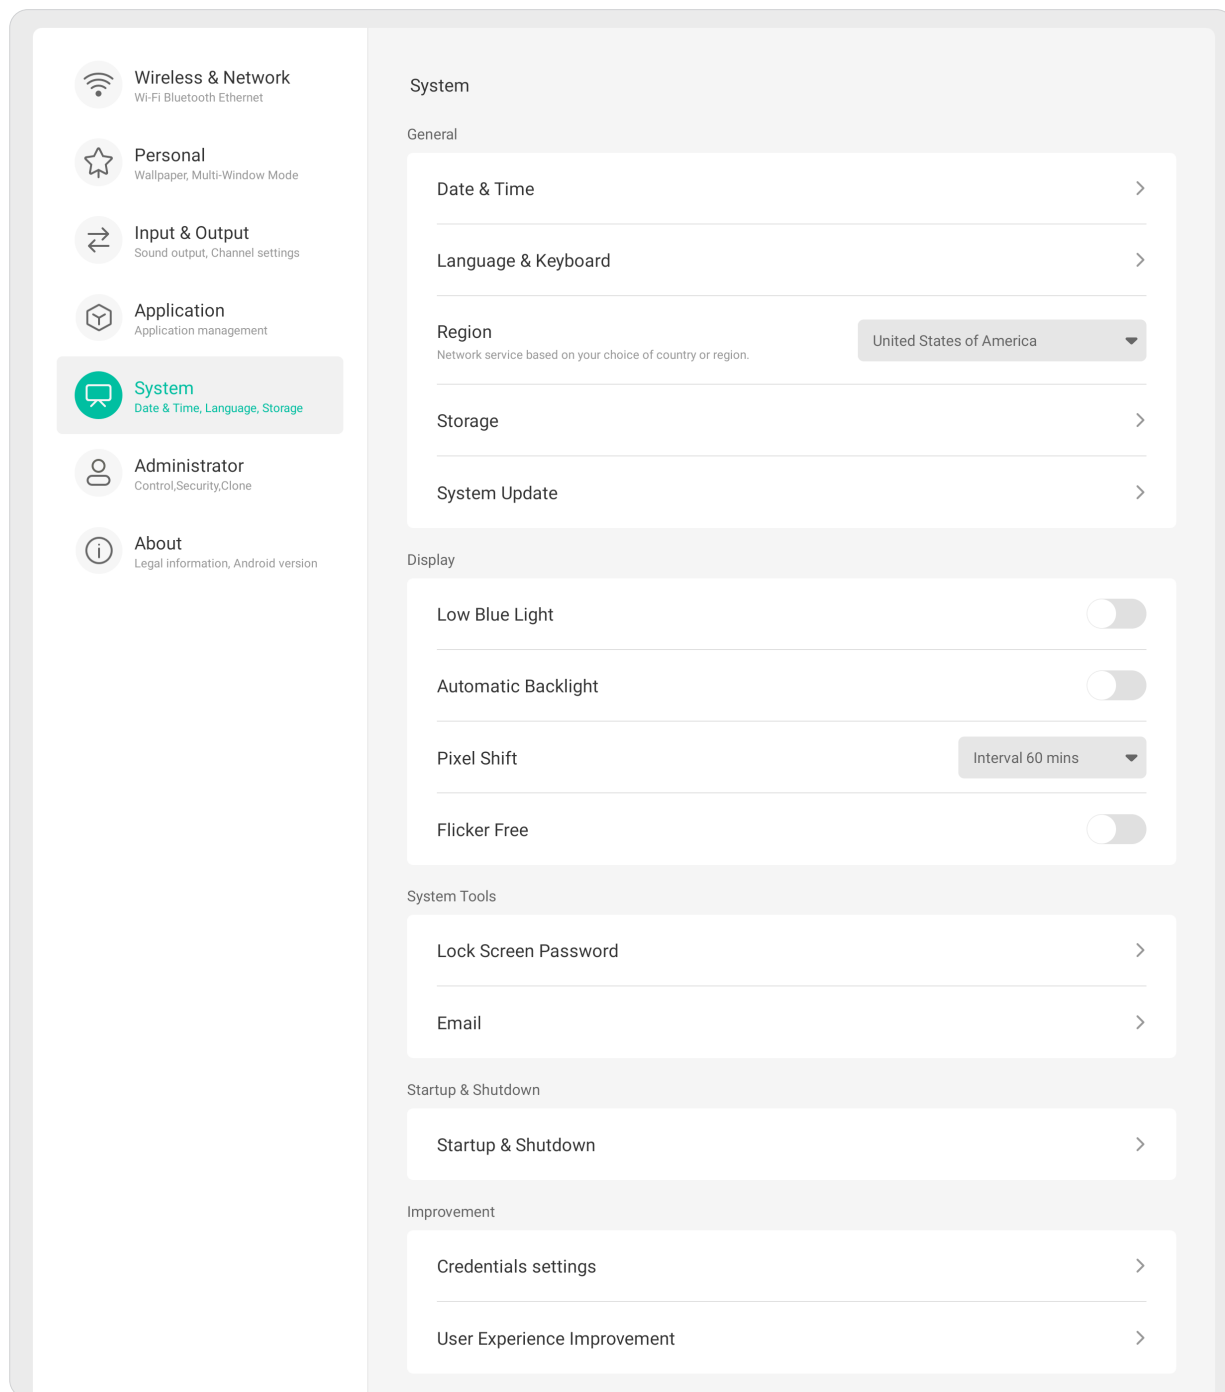 Wireless & Network
Wi-Fi Bluetooth Ethernet
Personal
Wallpaper, Multi-Window Mode
Input & Output
Sound output, Channel settings
Application
Application management
System
Date & Time, Language, Storage
Administrator
Control,Security,Clone
About
Legal information, Android version
System
General
Date & Time
Language & Keyboard
Region
Network service based on your choice of country or region.
United States of America
Storage
System Update
Display
Low Blue Light
Automatic Backlight
Pixel Shift
Interval 60 mins
Flicker Free
System Tools
Lock Screen Password
Email
Startup & Shutdown
Startup & Shutdown
Improvement
Credentials settings
User Experience Improvement